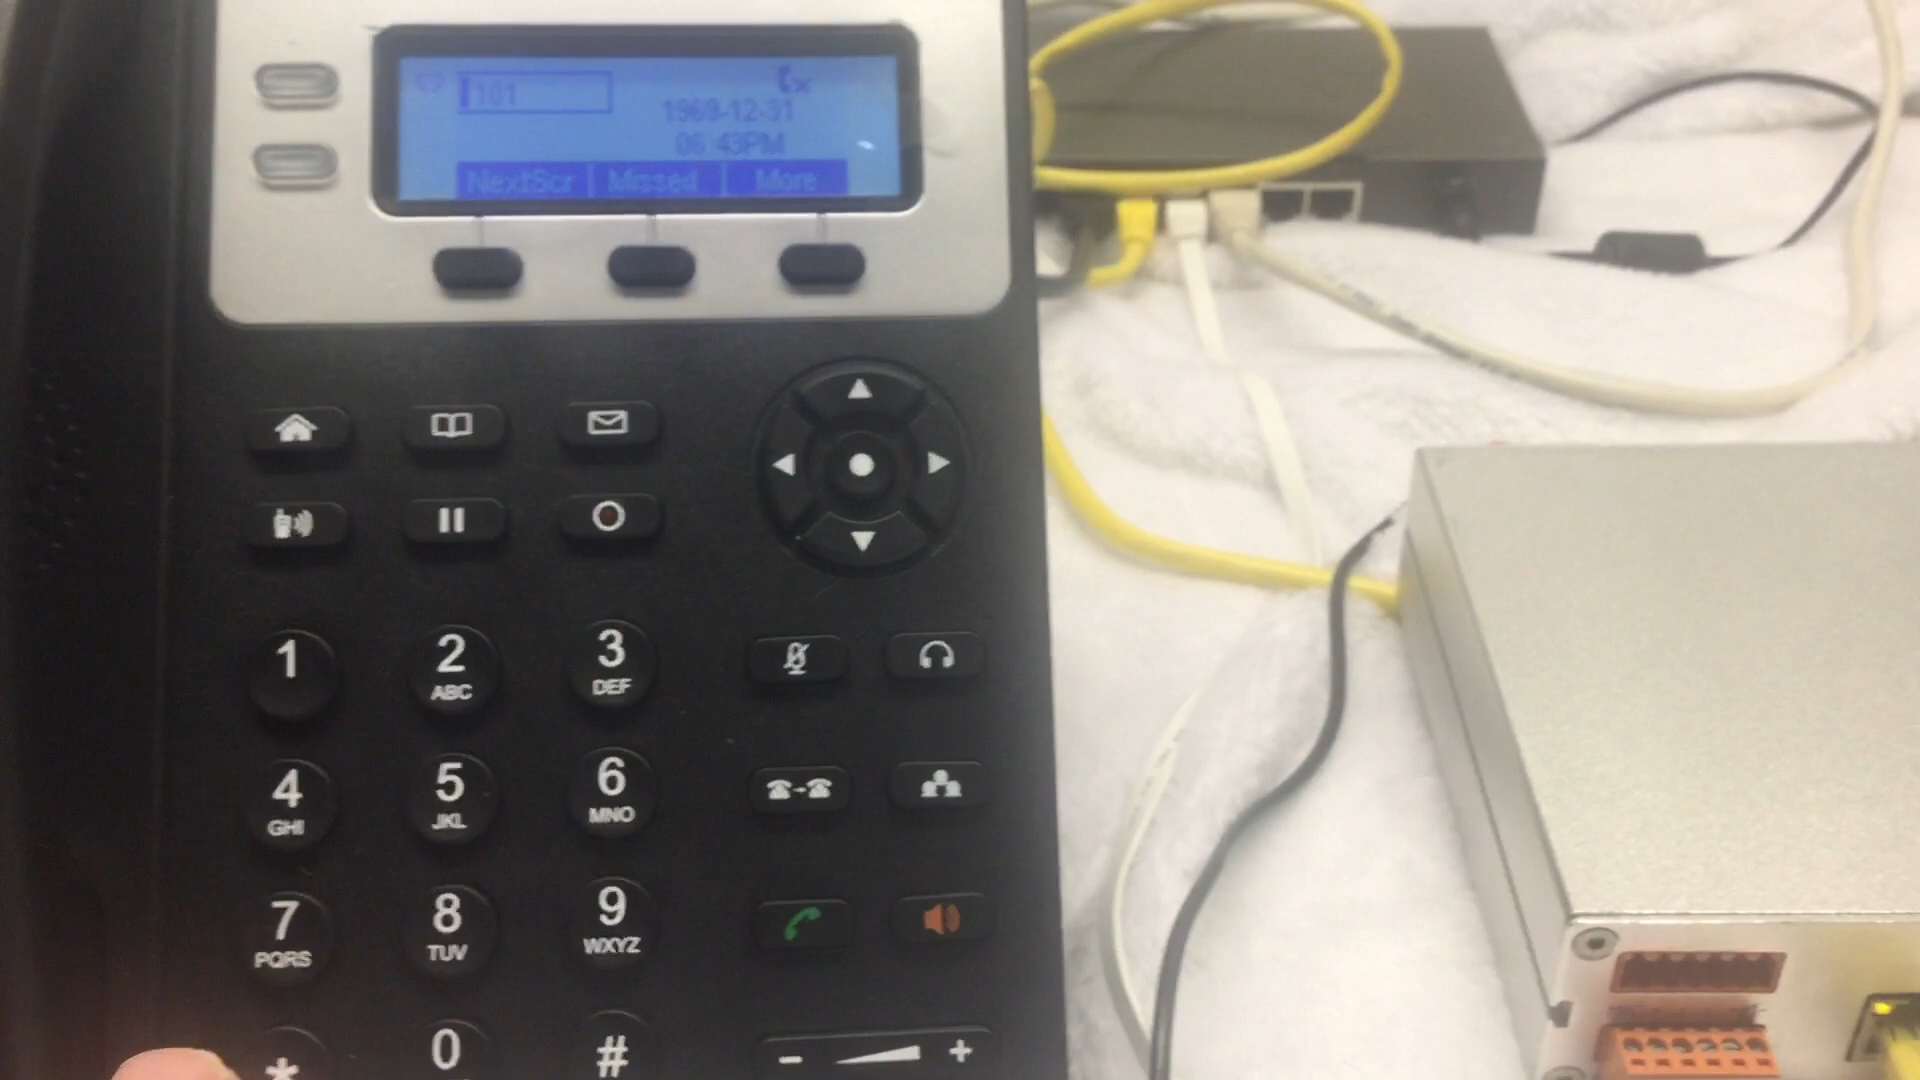 101
1969-12-31
06:43PM
NextScr Missed More
1 2 ABC 3 DEF
4 GHI 5 JKL 6 MNO
7 PQRS 8 TUV 9 WXYZ
* 0 #
- +